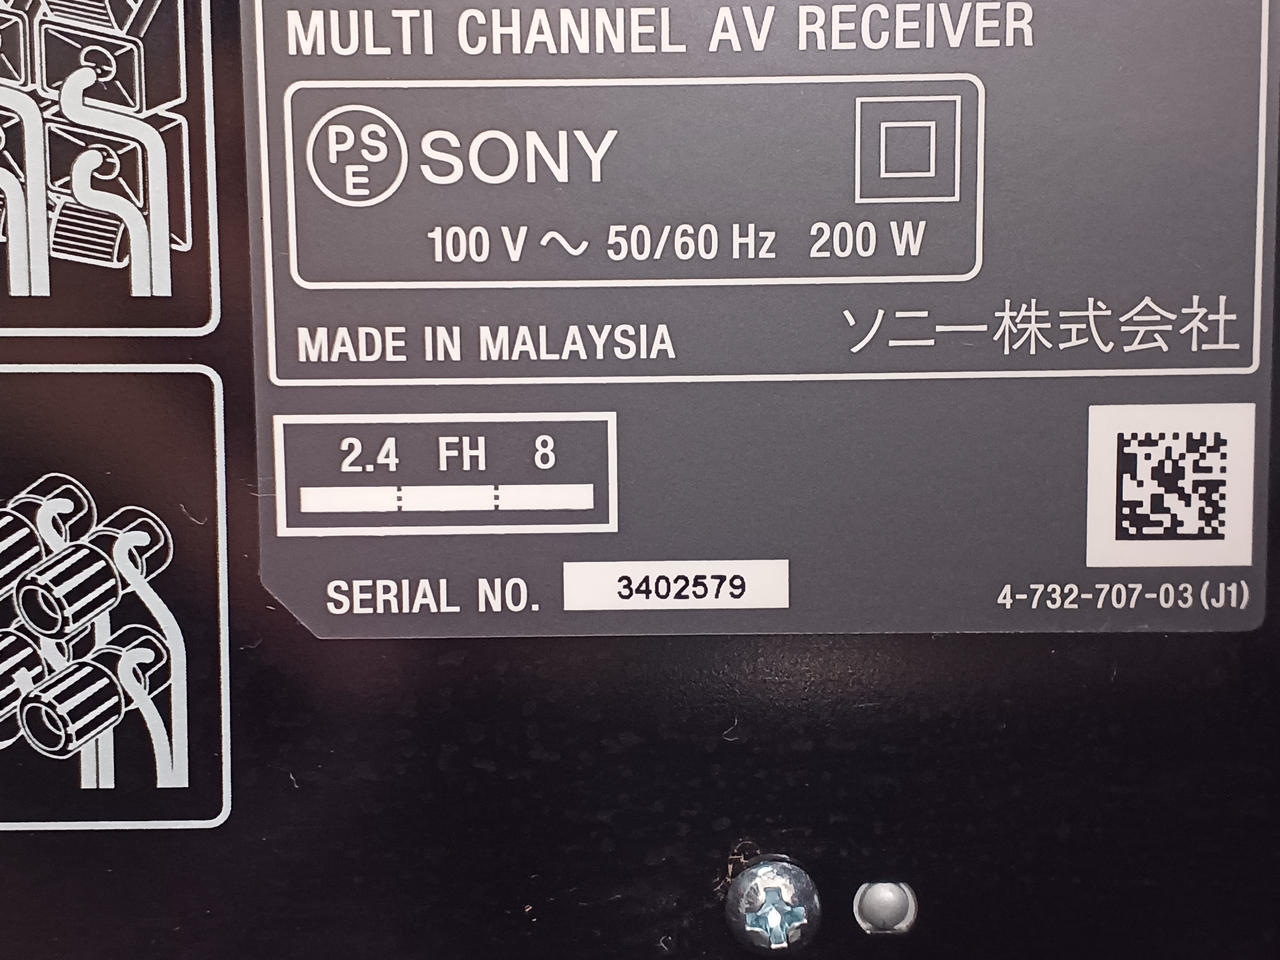 MULTI CHANNEL AV RECEIVER
PS
E
SONY
100 V ～ 50/60 Hz 200 W
MADE IN MALAYSIA
ソニー株式会社
2.4 FH 8
SERIAL NO. 3402579
4-732-707-03(J1)